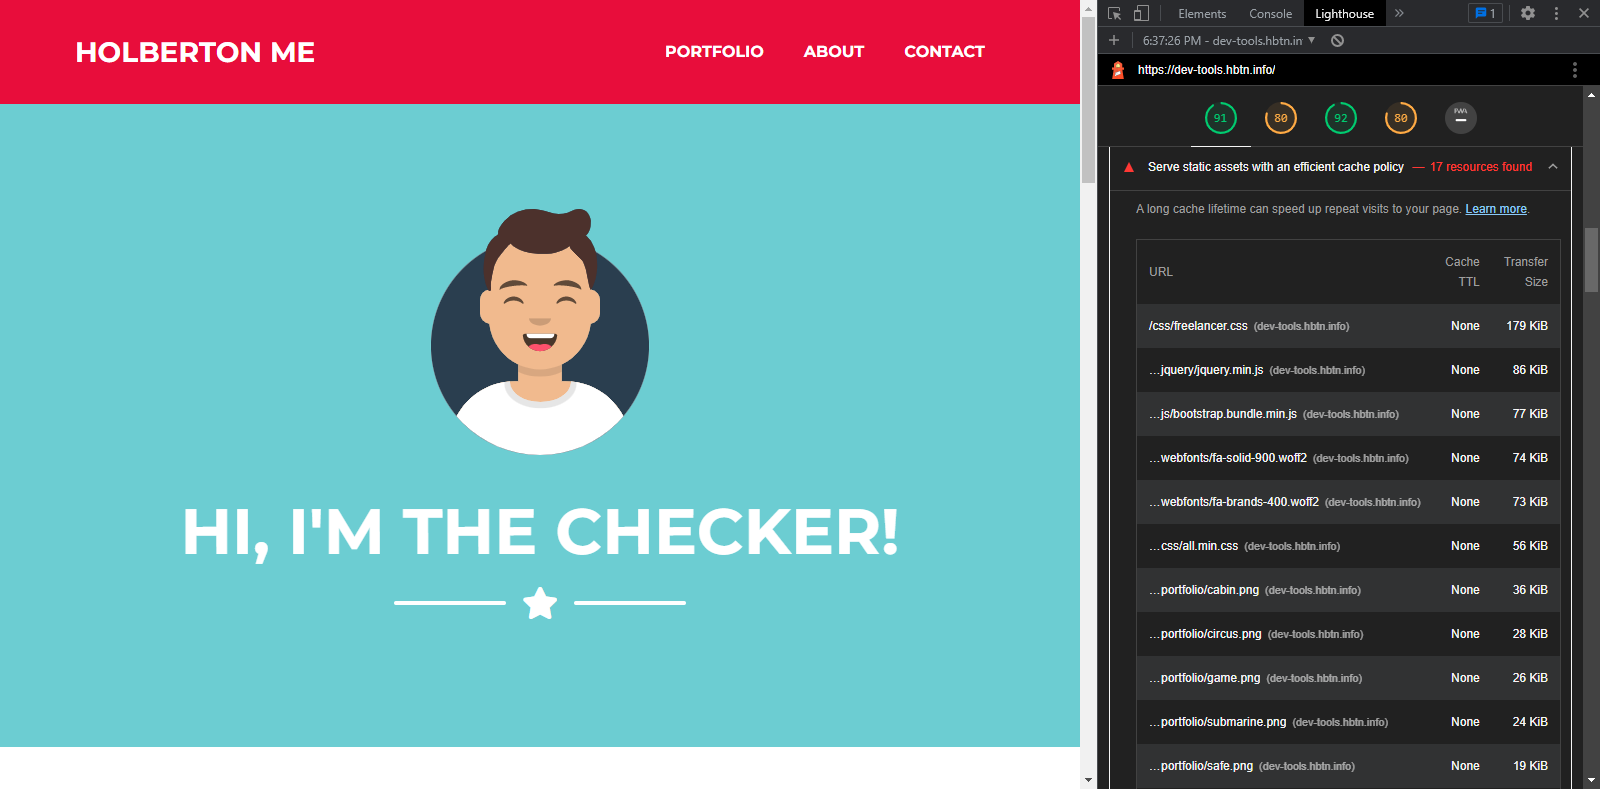 HOLBERTON ME
PORTFOLIO ABOUT CONTACT
HI, I'M THE CHECKER!
Elements Console Lighthouse » 1
6:37:26 PM - dev-tools.hbtn.in
https://dev-tools.hbtn.info/
91 80 92 80 PWA
Serve static assets with an efficient cache policy — 17 resources found
A long cache lifetime can speed up repeat visits to your page. Learn more.
URL Cache TTL Transfer Size
/css/freelancer.css (dev-tools.hbtn.info) None 179 KiB
…jquery/jquery.min.js (dev-tools.hbtn.info) None 86 KiB
…js/bootstrap.bundle.min.js (dev-tools.hbtn.info) None 77 KiB
…webfonts/fa-solid-900.woff2 (dev-tools.hbtn.info) None 74 KiB
…webfonts/fa-brands-400.woff2 (dev-tools.hbtn.info) None 73 KiB
…css/all.min.css (dev-tools.hbtn.info) None 56 KiB
…portfolio/cabin.png (dev-tools.hbtn.info) None 36 KiB
…portfolio/circus.png (dev-tools.hbtn.info) None 28 KiB
…portfolio/game.png (dev-tools.hbtn.info) None 26 KiB
…portfolio/submarine.png (dev-tools.hbtn.info) None 24 KiB
…portfolio/safe.png (dev-tools.hbtn.info) None 19 KiB